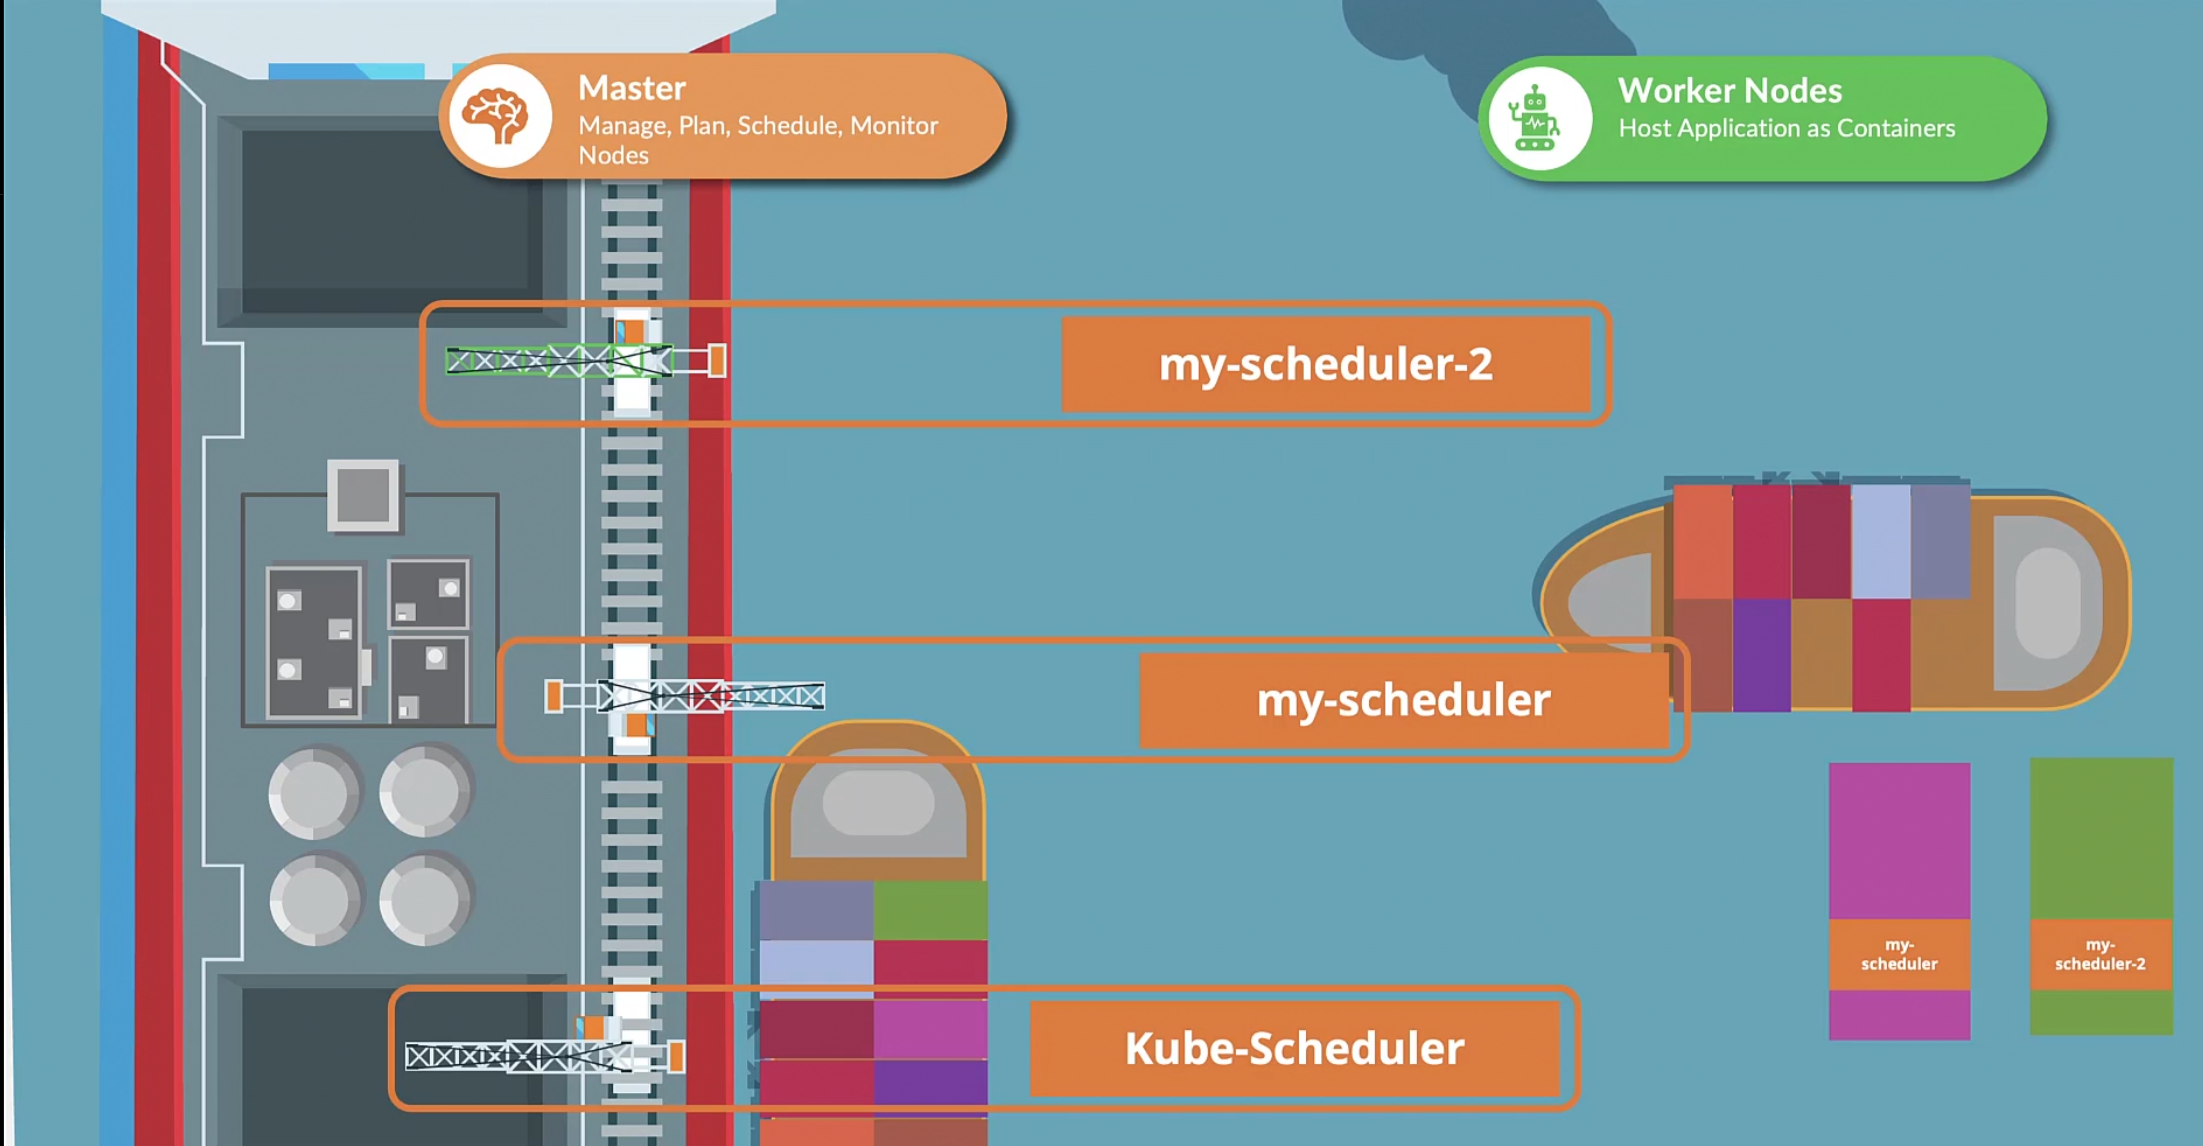 Master
Manage, Plan, Schedule, Monitor
Nodes
Worker Nodes
Host Application as Containers
my-scheduler-2
my-scheduler
my-
scheduler
my-
scheduler-2
Kube-Scheduler